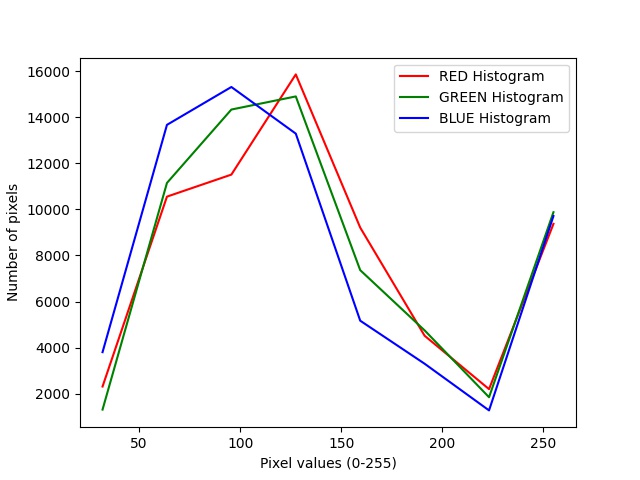 RED Histogram
GREEN Histogram
BLUE Histogram
Number of pixels
16000
14000
12000
10000
8000
6000
4000
2000
50 100 150 200 250
Pixel values (0-255)